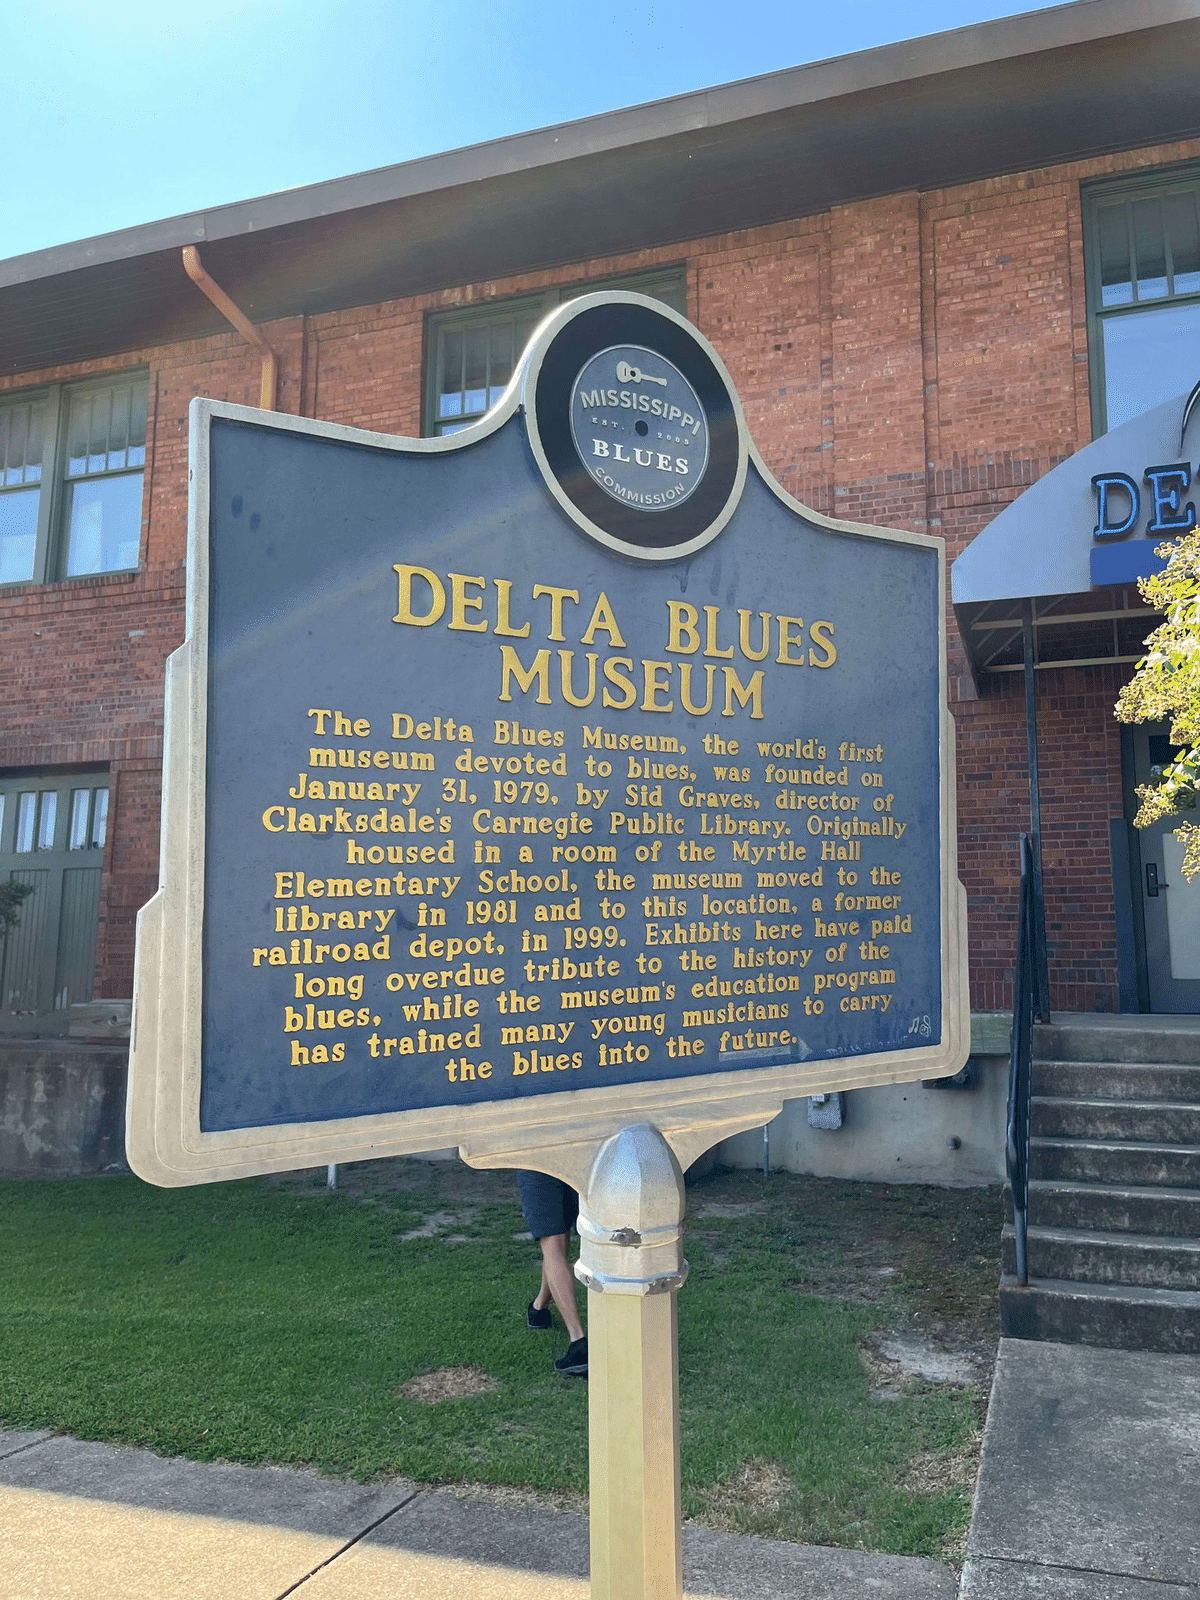 MISSISSIPPI
EST. 2005
BLUES
COMMISSION
DELTA BLUES
MUSEUM
The Delta Blues Museum, the world's first
museum devoted to blues, was founded on
January 31, 1979, by Sid Graves, director of
Clarksdale's Carnegie Public Library. Originally
housed in a room of the Myrtle Hall
Elementary School, the museum moved to the
library in 1981 and to this location, a former
railroad depot, in 1999. Exhibits here have paid
long overdue tribute to the history of the
blues, while the museum's education program
has trained many young musicians to carry
the blues into the future.
DE